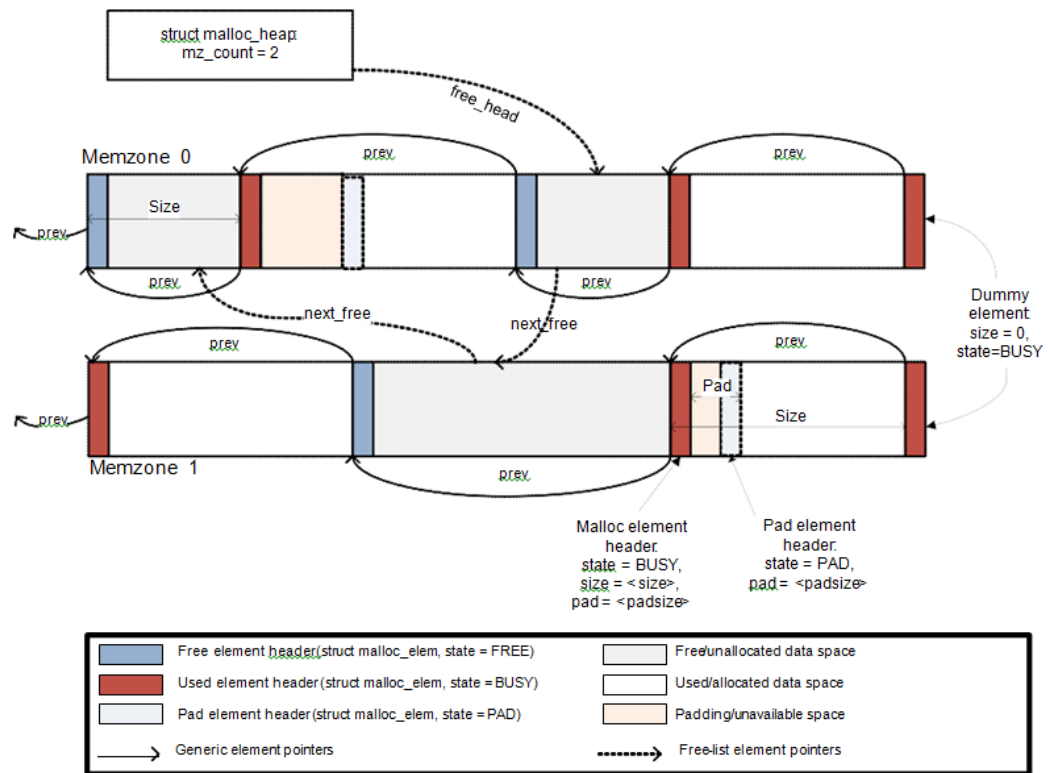 struct malloc_heap:
mz_count = 2
free_head
Memzone 0
prev
prev
Size
prev
prev
prev
next_free
next_free
Dummy
element:
size = 0,
state=BUSY
prev
prev
Pad
Size
prev
Memzone 1
prev
Malloc element
header:
state = BUSY,
size = <size>,
pad = <padsize>
Pad element
header:
state = PAD,
pad = <padsize>
Free element header(struct malloc_elem, state = FREE)
Free/unallocated data space
Used element header(struct malloc_elem, state = BUSY)
Used/allocated data space
Pad element header(struct malloc_elem, state = PAD)
Padding/unavailable space
Generic element pointers
Free-list element pointers